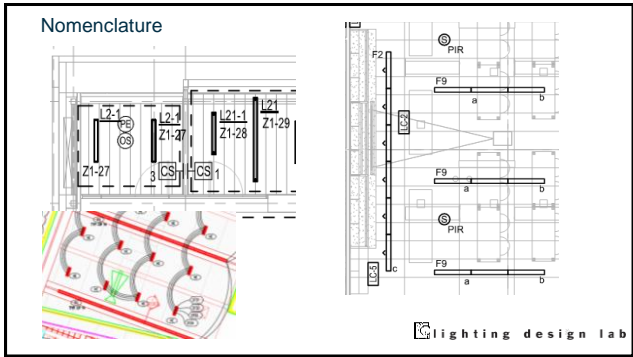 Nomenclature
L2-1
PE
OS
Z1-27
L2-1
Z1-27
3
CS
CS
1
L21-1
Z1-28
L21
Z1-29
S
PIR
F2
F9
a
b
LC-2
F9
a
b
S
PIR
F9
a
b
LC-5
c
lighting design lab